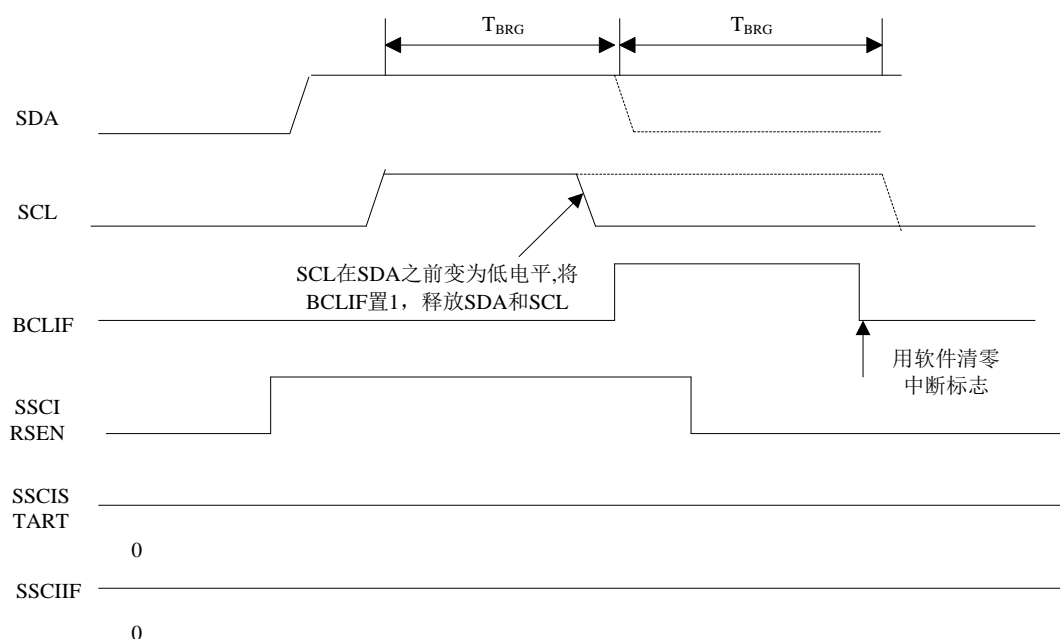 TBRG TBRG
SDA
SCL
SCL在SDA之前变为低电平,将
BCLIF置1，释放SDA和SCL
BCLIF
用软件清零
中断标志
SSCI
RSEN
SSCIS
TART
0
SSCIIF
0